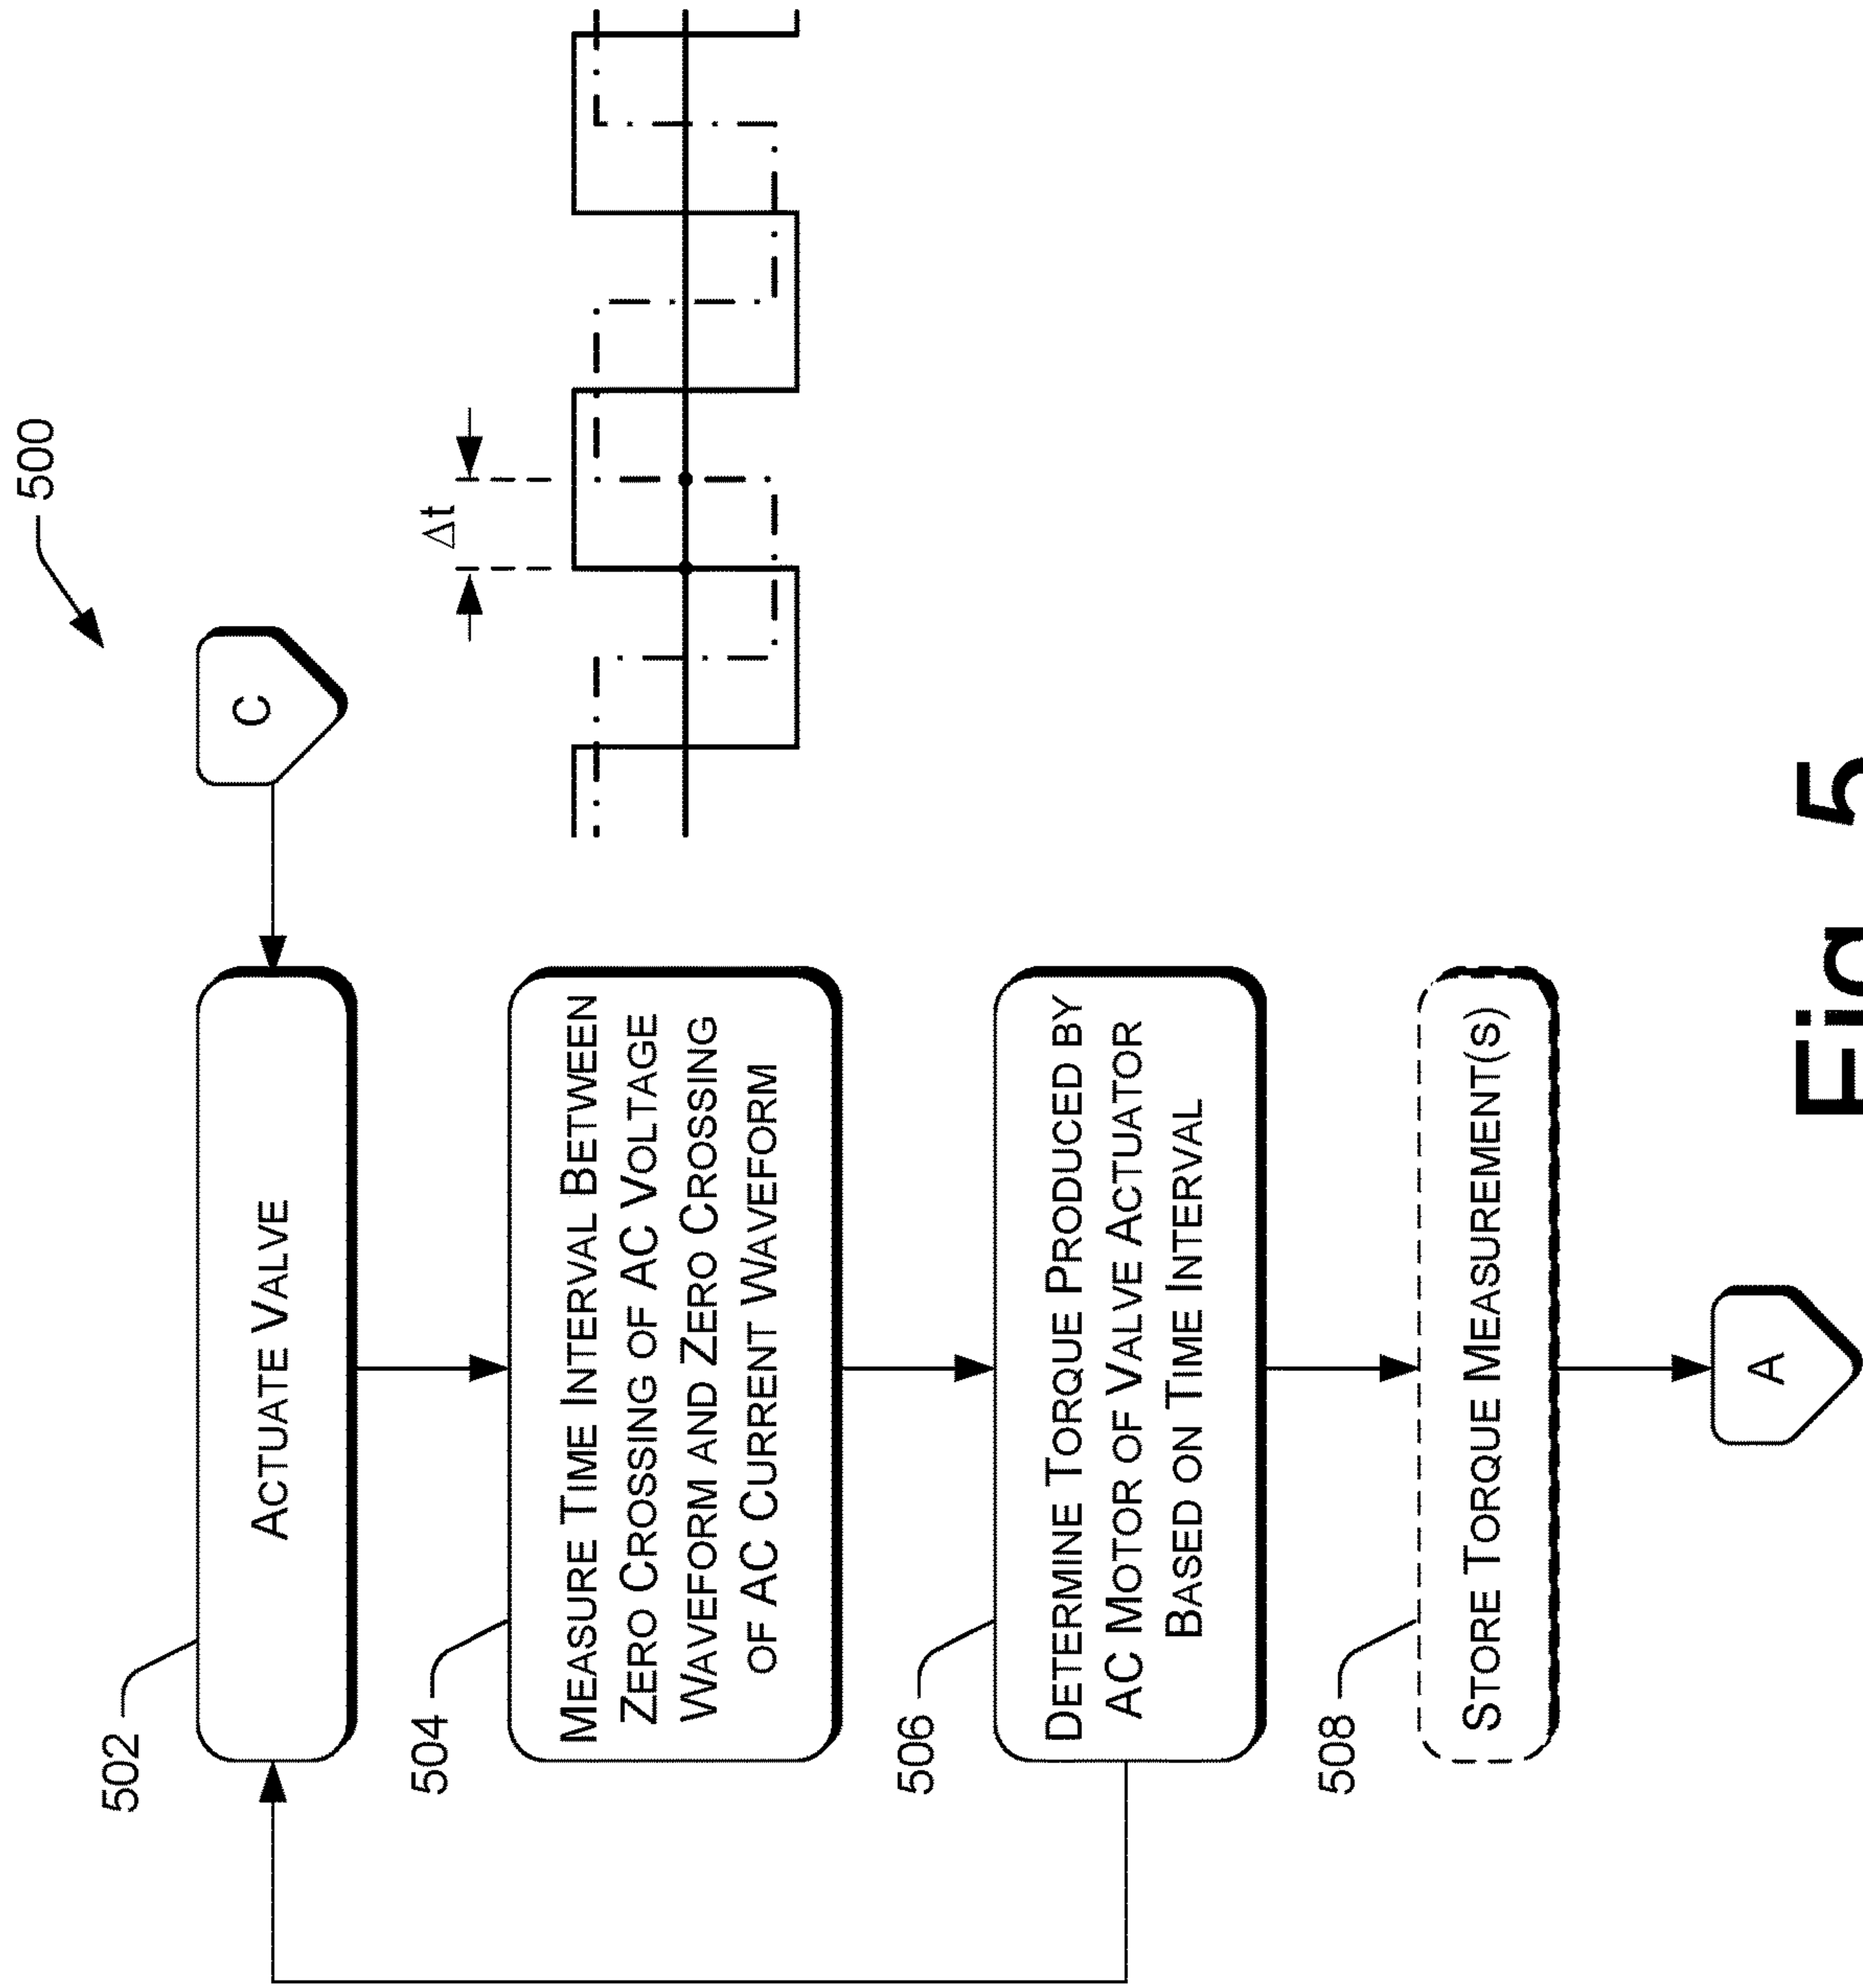 500
C
502
ACTUATE VALVE
Δt
504
MEASURE TIME INTERVAL BETWEEN
ZERO CROSSING OF AC VOLTAGE
WAVEFORM AND ZERO CROSSING
OF AC CURRENT WAVEFORM
506
DETERMINE TORQUE PRODUCED BY
AC MOTOR OF VALVE ACTUATOR
BASED ON TIME INTERVAL
508
STORE TORQUE MEASUREMENT(S)
A
Fig. 5